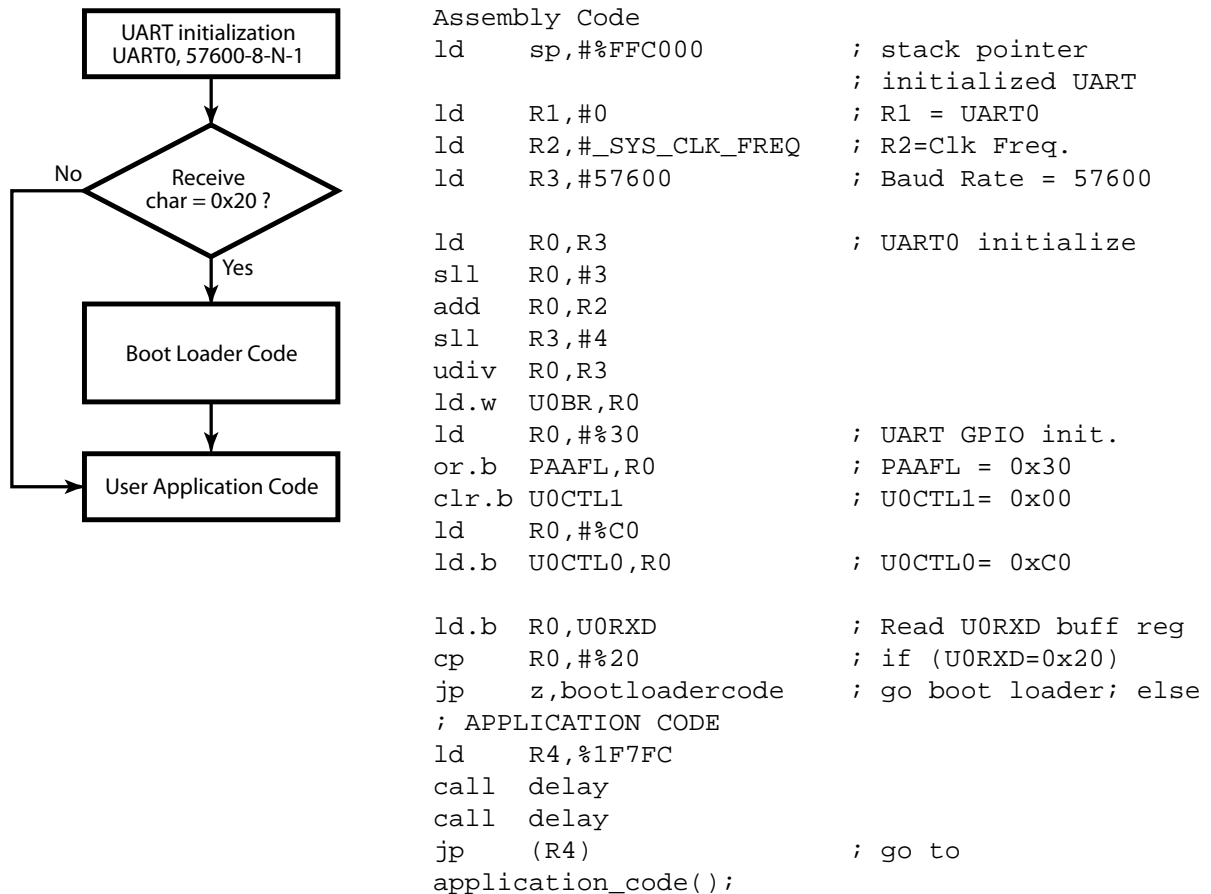 UART initialization
UART0, 57600-8-N-1
No
Receive
char = 0x20 ?
Yes
Boot Loader Code
User Application Code
Assembly Code
ld sp,#%FFC000 ; stack pointer
; initialized UART
ld R1,#0 ; R1 = UART0
ld R2,#_SYS_CLK_FREQ ; R2=Clk Freq.
ld R3,#57600 ; Baud Rate = 57600
ld R0,R3 ; UART0 initialize
sll R0,#3
add R0,R2
sll R3,#4
udiv R0,R3
ld.w U0BR,R0
ld R0,#%30 ; UART GPIO init.
or.b PAAFL,R0 ; PAAFL = 0x30
clr.b U0CTL1 ; U0CTL1= 0x00
ld R0,#%C0
ld.b U0CTL0,R0 ; U0CTL0= 0xC0
ld.b R0,U0RXD ; Read U0RXD buff reg
cp R0,#%20 ; if (U0RXD=0x20)
jp z,bootloadercode ; go boot loader; else
; APPLICATION CODE
ld R4,%1F7FC
call delay
call delay
jp (R4) ; go to
application_code();